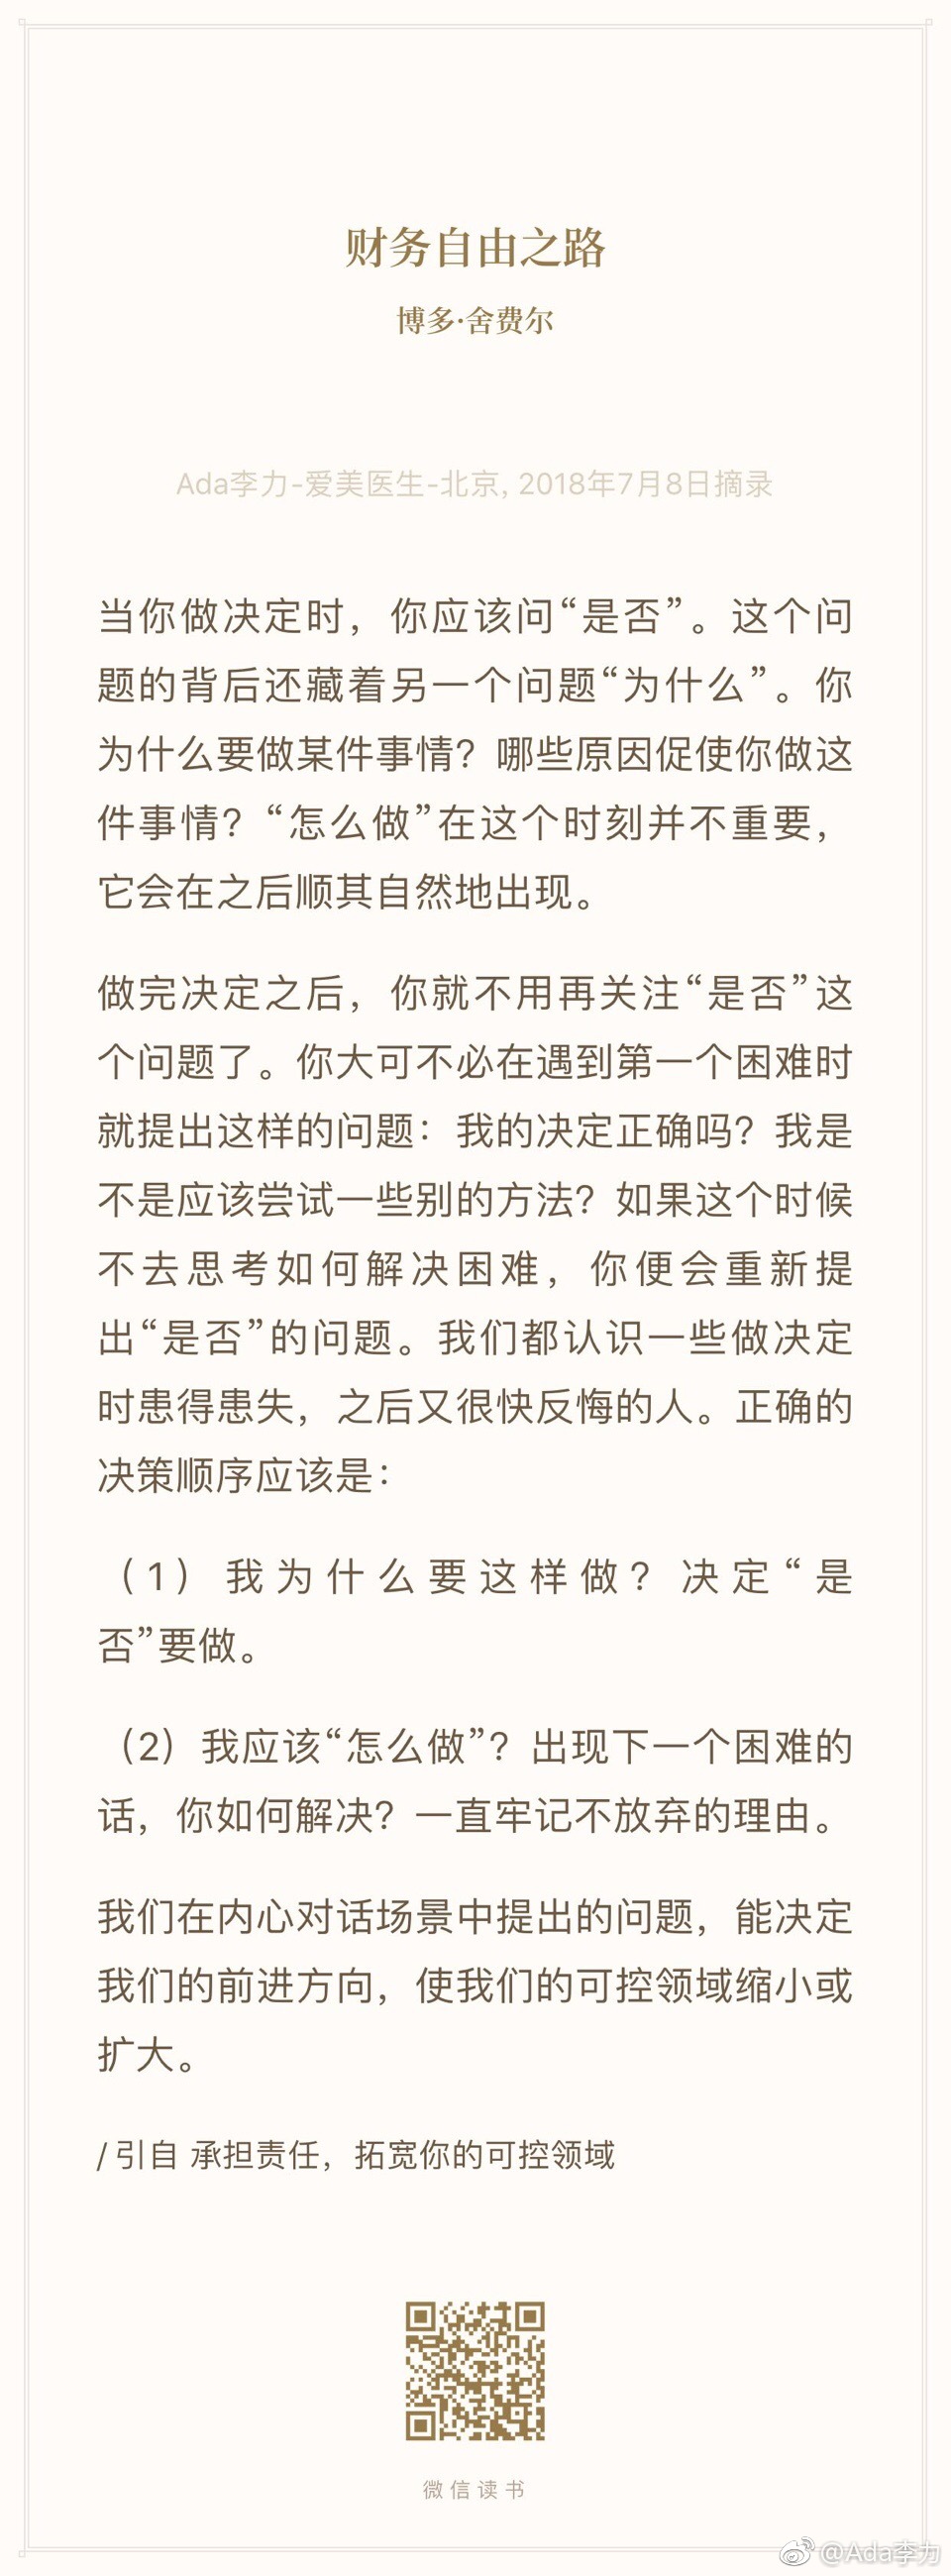 财务自由之路
博多·舍费尔
Ada李力-爱美医生-北京, 2018年7月8日摘录
当你做决定时，你应该问“是否”。这个问
题的背后还藏着另一个问题“为什么”。你
为什么要做某件事情？哪些原因促使你做这
件事情？“怎么做”在这个时刻并不重要，
它会在之后顺其自然地出现。
做完决定之后，你就不用再关注“是否”这
个问题了。你大可不必在遇到第一个困难时
就提出这样的问题：我的决定正确吗？我是
不是应该尝试一些别的方法？如果这个时候
不去思考如何解决困难，你便会重新提
出“是否”的问题。我们都认识一些做决定
时患得患失，之后又很快反悔的人。正确的
决策顺序应该是：
（1）我为什么要这样做？决定“是
否”要做。
（2）我应该“怎么做”？出现下一个困难的
话，你如何解决？一直牢记不放弃的理由。
我们在内心对话场景中提出的问题，能决定
我们的前进方向，使我们的可控领域缩小或
扩大。
/ 引自 承担责任，拓宽你的可控领域
微信读书
@Ada李力